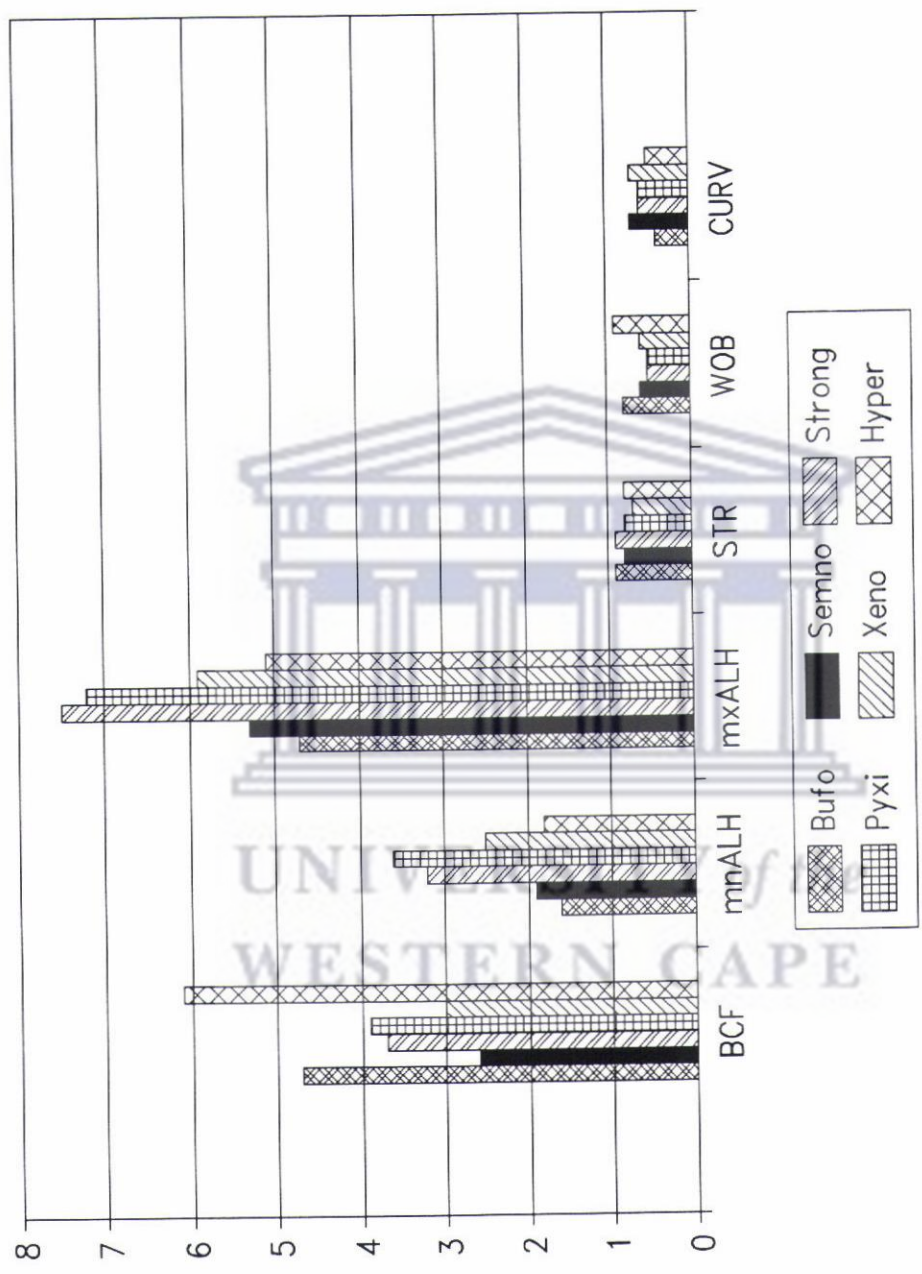 8
7
6
5
4
3
2
1
0
BCF mnALH mxALH STR WOB CURV
Bufo Semno Strong
Pyxi Xeno Hyper
UNIVERSITY of the
WESTERN CAPE